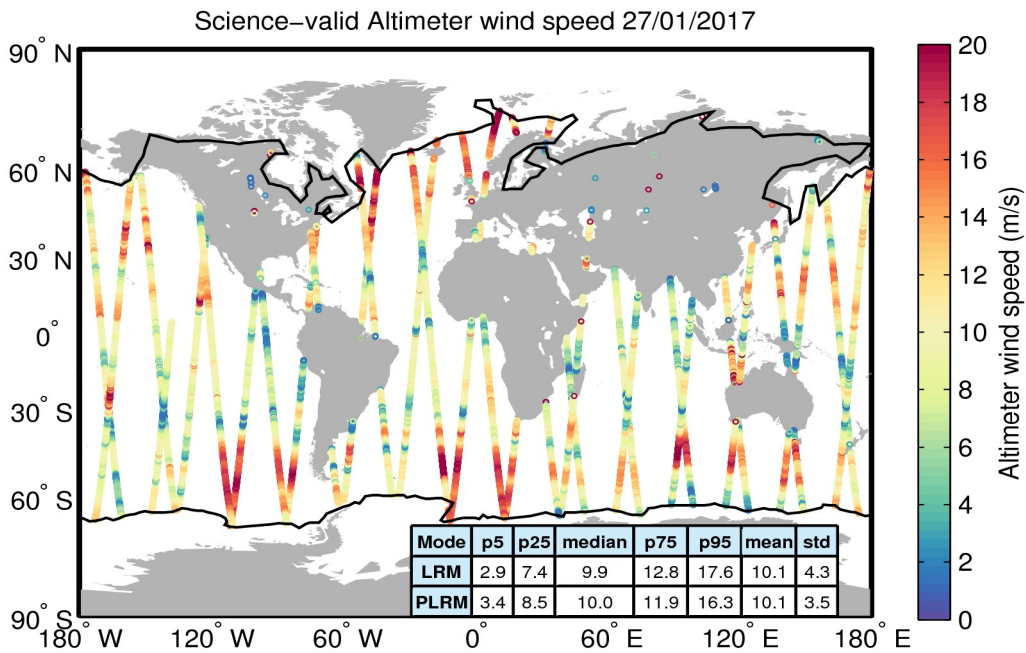 Science−valid Altimeter wind speed 27/01/2017
90° N
60° N
30° N
0°
30° S
60° S
90° S
180° W
120° W
60° W
0°
60° E
120° E
180° E
Mode p5 p25 median p75 p95 mean std
LRM 2.9 7.4 9.9 12.8 17.6 10.1 4.3
PLRM 3.4 8.5 10.0 11.9 16.3 10.1 3.5
20
18
16
14
12
10
8
6
4
2
0
Altimeter wind speed (m/s)